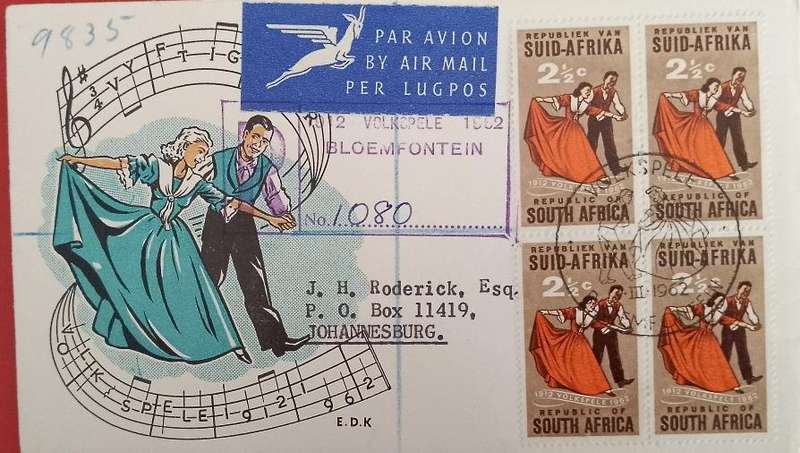 9835
3/4 VYFTIG
PAR AVION
BY AIR MAIL
PER LUGPOS
VOLKSPELE 1962
BLOEMFONTEIN
No. 1080
J. H. Roderick, Esq.
P. O. Box 11419,
JOHANNESBURG.
VOLKSPELE 1912 1962
E.D.K
REPUBLIEK VAN
SUID-AFRIKA
2½c
1912 VOLKSPELE 1962
REPUBLIC OF
SOUTH AFRICA
REPUBLIEK VAN
SUID-AFRIKA
2½c
1912 VOLKSPELE 1962
REPUBLIC OF
SOUTH AFRICA
VOLKSPELE
III-1962
REPUBLIEK VAN
SUID-AFRIKA
2½c
1912 VOLKSPELE 1962
REPUBLIC OF
SOUTH AFRICA
REPUBLIEK VAN
SUID-AFRIKA
2½c
1912 VOLKSPELE 1962
REPUBLIC OF
SOUTH AFRICA